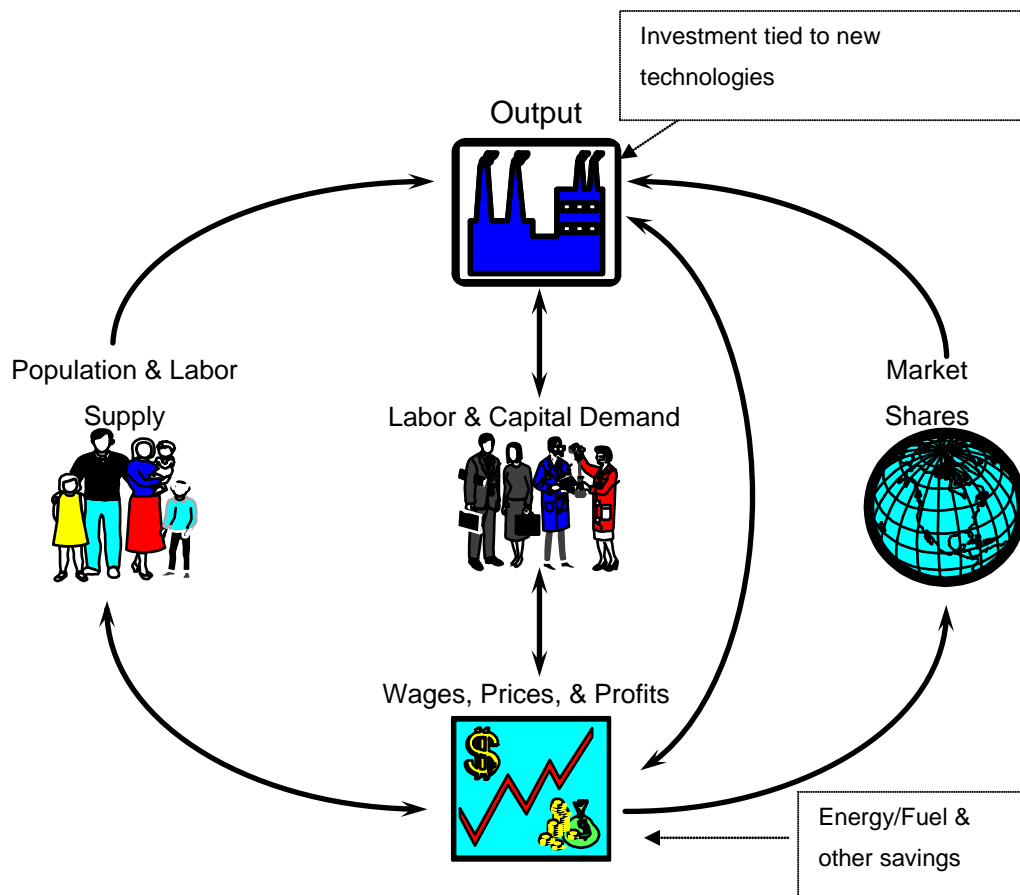 Investment tied to new
technologies
Output
Population & Labor
Supply
Labor & Capital Demand
Market
Shares
Wages, Prices, & Profits
$
$
Energy/Fuel &
other savings